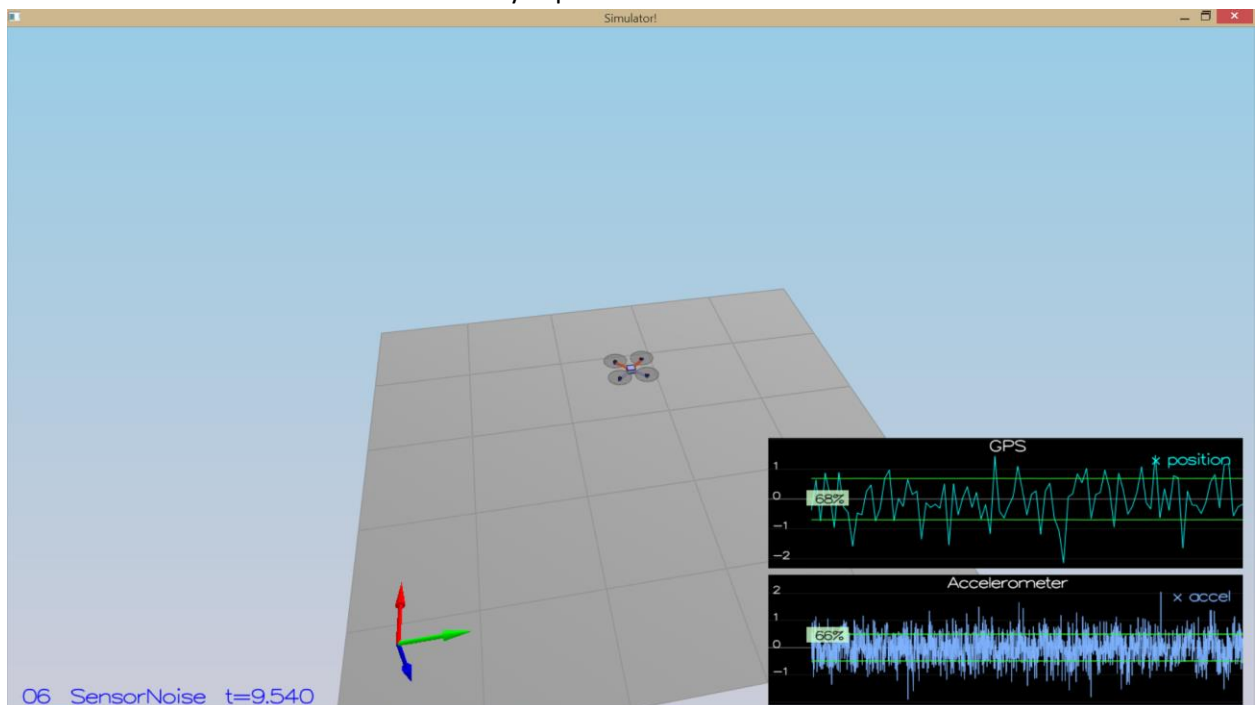 Simulator!
GPS
x position
1
0
68%
-1
-2
Accelerometer
x accel
2
1
66%
0
-1
06 SensorNoise t=9.540